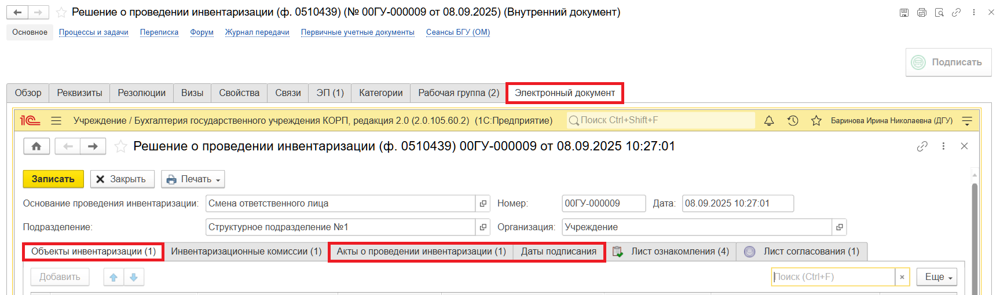 Решение о проведении инвентаризации (ф. 0510439) (№ 00ГУ-000009 от 08.09.2025) (Внутренний документ)
Основное Процессы и задачи Переписка Форум Журнал передачи Первичные учетные документы Сеансы БГУ (ОМ)
Подписать
Обзор Реквизиты Резолюции Визы Свойства Связи ЭП (1) Категории Рабочая группа (2) Электронный документ
1С Учреждение / Бухгалтерия государственного учреждения КОРП, редакция 2.0 (2.0.105.60.2) (1С:Предприятие) Поиск Ctrl+Shift+F Баринова Ирина Николаевна (ДГУ)
Решение о проведении инвентаризации (ф. 0510439) 00ГУ-000009 от 08.09.2025 10:27:01
Записать Закрыть Печать
Основание проведения инвентаризации: Смена ответственного лица Номер: 00ГУ-000009 Дата: 08.09.2025 10:27:01
Подразделение: Структурное подразделение №1 Организация: Учреждение
Объекты инвентаризации (1) Инвентаризационные комиссии (1) Акты о проведении инвентаризации (1) Даты подписания Лист ознакомления (4) Лист согласования (1)
Добавить Поиск (Ctrl+F) × Еще